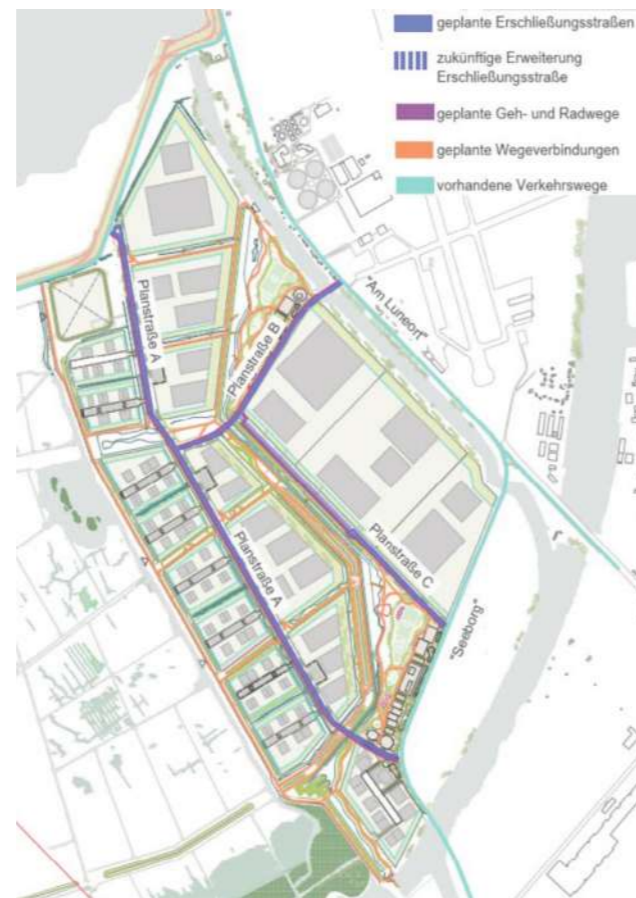 geplante Erschließungsstraßen
zukünftige Erweiterung
Erschließungsstraße
geplante Geh- und Radwege
geplante Wegeverbindungen
vorhandene Verkehrswege
"Am Luneort"
Planstraße A
Planstraße B
Planstraße C
Planstraße A
"Seeborg"